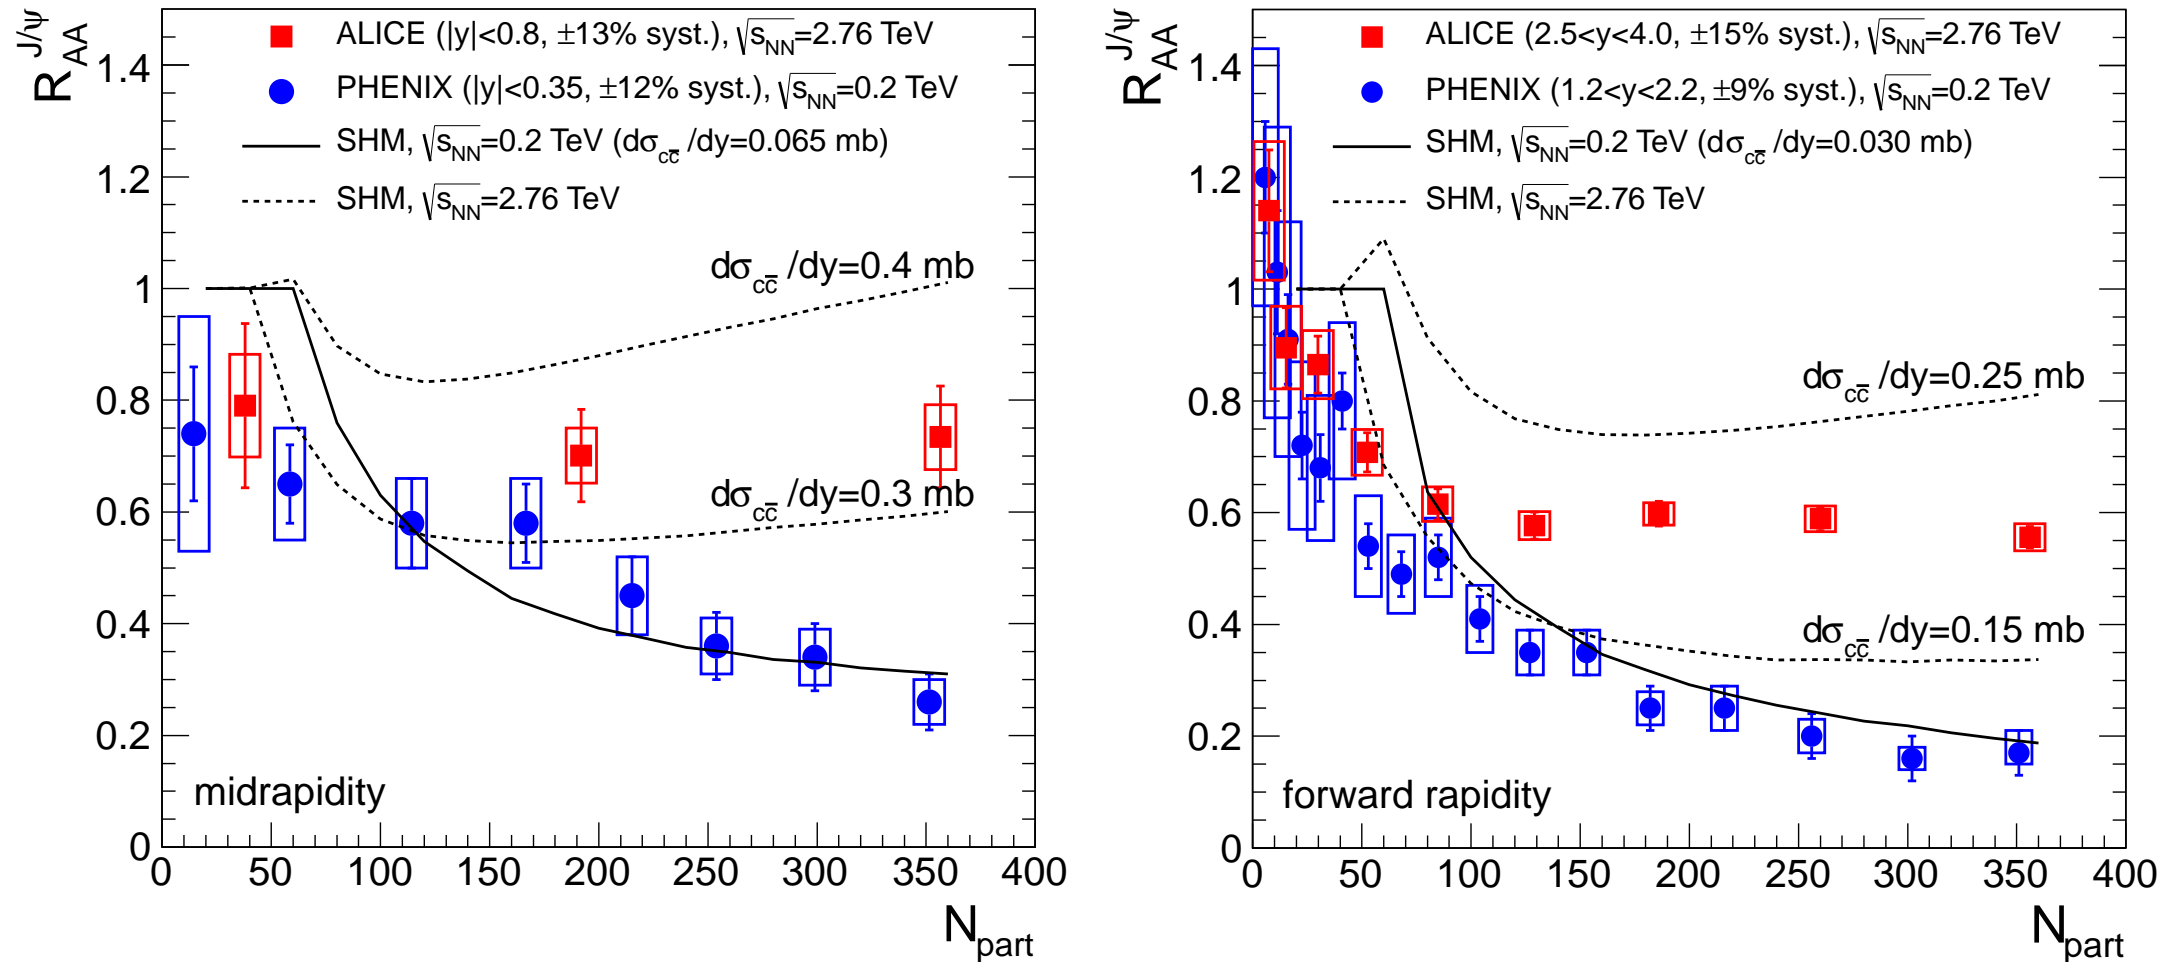 R_AA^J/ψ
ALICE (|y|<0.8, ±13% syst.), √s_NN=2.76 TeV
PHENIX (|y|<0.35, ±12% syst.), √s_NN=0.2 TeV
SHM, √s_NN=0.2 TeV (dσ_cc̅ /dy=0.065 mb)
SHM, √s_NN=2.76 TeV
dσ_cc̅ /dy=0.4 mb
dσ_cc̅ /dy=0.3 mb
midrapidity
1.4
1.2
1
0.8
0.6
0.4
0.2
0
0 50 100 150 200 250 300 350 400
N_part
R_AA^J/ψ
ALICE (2.5<y<4.0, ±15% syst.), √s_NN=2.76 TeV
PHENIX (1.2<y<2.2, ±9% syst.), √s_NN=0.2 TeV
SHM, √s_NN=0.2 TeV (dσ_cc̅ /dy=0.030 mb)
SHM, √s_NN=2.76 TeV
dσ_cc̅ /dy=0.25 mb
dσ_cc̅ /dy=0.15 mb
forward rapidity
1.4
1.2
1
0.8
0.6
0.4
0.2
0
0 50 100 150 200 250 300 350 400
N_part